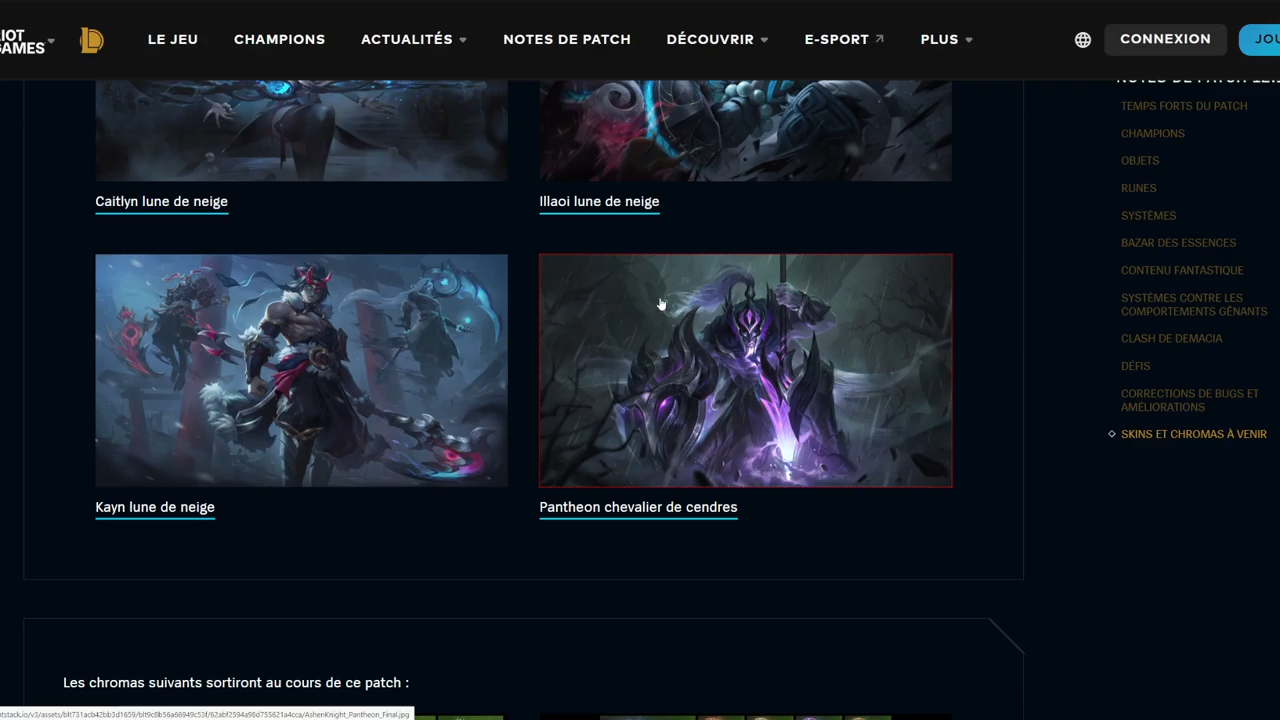 RIOT GAMES
LE JEU
CHAMPIONS
ACTUALITÉS
NOTES DE PATCH
DÉCOUVRIR
E-SPORT
PLUS
CONNEXION
TEMPS FORTS DU PATCH
CHAMPIONS
OBJETS
RUNES
SYSTÈMES
BAZAR DES ESSENCES
CONTENU FANTASTIQUE
SYSTÈMES CONTRE LES
COMPORTEMENTS GÊNANTS
CLASH DE DEMACIA
DÉFIS
CORRECTIONS DE BUGS ET
AMÉLIORATIONS
SKINS ET CHROMAS À VENIR
Caitlyn lune de neige
Illaoi lune de neige
Kayn lune de neige
Pantheon chevalier de cendres
Les chromas suivants sortiront au cours de ce patch :